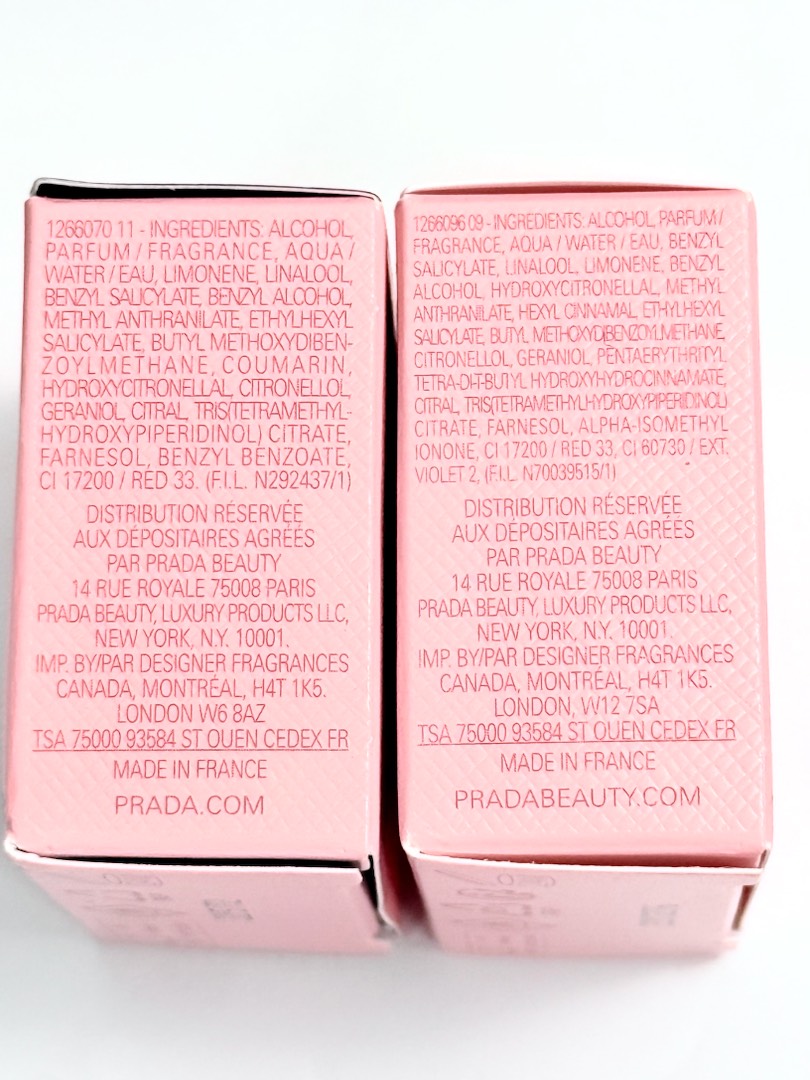 1266070 11 - INGREDIENTS: ALCOHOL,
PARFUM / FRAGRANCE, AQUA /
WATER / EAU, LIMONENE, LINALOOL,
BENZYL SALICYLATE, BENZYL ALCOHOL,
METHYL ANTHRANILATE, ETHYLHEXYL
SALICYLATE, BUTYL METHOXYDIBEN-
ZOYLMETHANE, COUMARIN,
HYDROXYCITRONELLAL, CITRONELLOL,
GERANIOL, CITRAL, TRIS(TETRAMETHYL-
HYDROXYPIPERIDINOL) CITRATE,
FARNESOL, BENZYL BENZOATE,
CI 17200 / RED 33. (F.I.L. N292437/1)
DISTRIBUTION RÉSERVÉE
AUX DÉPOSITAIRES AGRÉÉS
PAR PRADA BEAUTY
14 RUE ROYALE 75008 PARIS
PRADA BEAUTY, LUXURY PRODUCTS LLC,
NEW YORK, N.Y. 10001.
IMP. BY/PAR DESIGNER FRAGRANCES
CANADA, MONTRÉAL, H4T 1K5.
LONDON W6 8AZ
TSA 75000 93584 ST OUEN CEDEX FR
MADE IN FRANCE
PRADA.COM
1266096 09 - INGREDIENTS: ALCOHOL, PARFUM /
FRAGRANCE, AQUA / WATER / EAU, BENZYL
SALICYLATE, LINALOOL, LIMONENE, BENZYL
ALCOHOL, HYDROXYCITRONELLAL, METHYL
ANTHRANILATE, HEXYL CINNAMAL, ETHYLHEXYL
SALICYLATE, BUTYL METHOXYDIBENZOYLMETHANE,
CITRONELLOL, GERANIOL, PENTAERYTHRITYL
TETRA-DI-T-BUTYL HYDROXYHYDROCINNAMATE,
CITRAL, TRIS(TETRAMETHYLHYDROXYPIPERIDINOL)
CITRATE, FARNESOL, ALPHA-ISOMETHYL
IONONE, CI 17200 / RED 33, CI 60730 / EXT.
VIOLET 2, (F.I.L. N70039515/1)
DISTRIBUTION RÉSERVÉE
AUX DÉPOSITAIRES AGRÉÉS
PAR PRADA BEAUTY
14 RUE ROYALE 75008 PARIS
PRADA BEAUTY, LUXURY PRODUCTS LLC,
NEW YORK, N.Y. 10001.
IMP. BY/PAR DESIGNER FRAGRANCES
CANADA, MONTRÉAL, H4T 1K5.
LONDON, W12 7SA
TSA 75000 93584 ST OUEN CEDEX FR
MADE IN FRANCE
PRADABEAUTY.COM